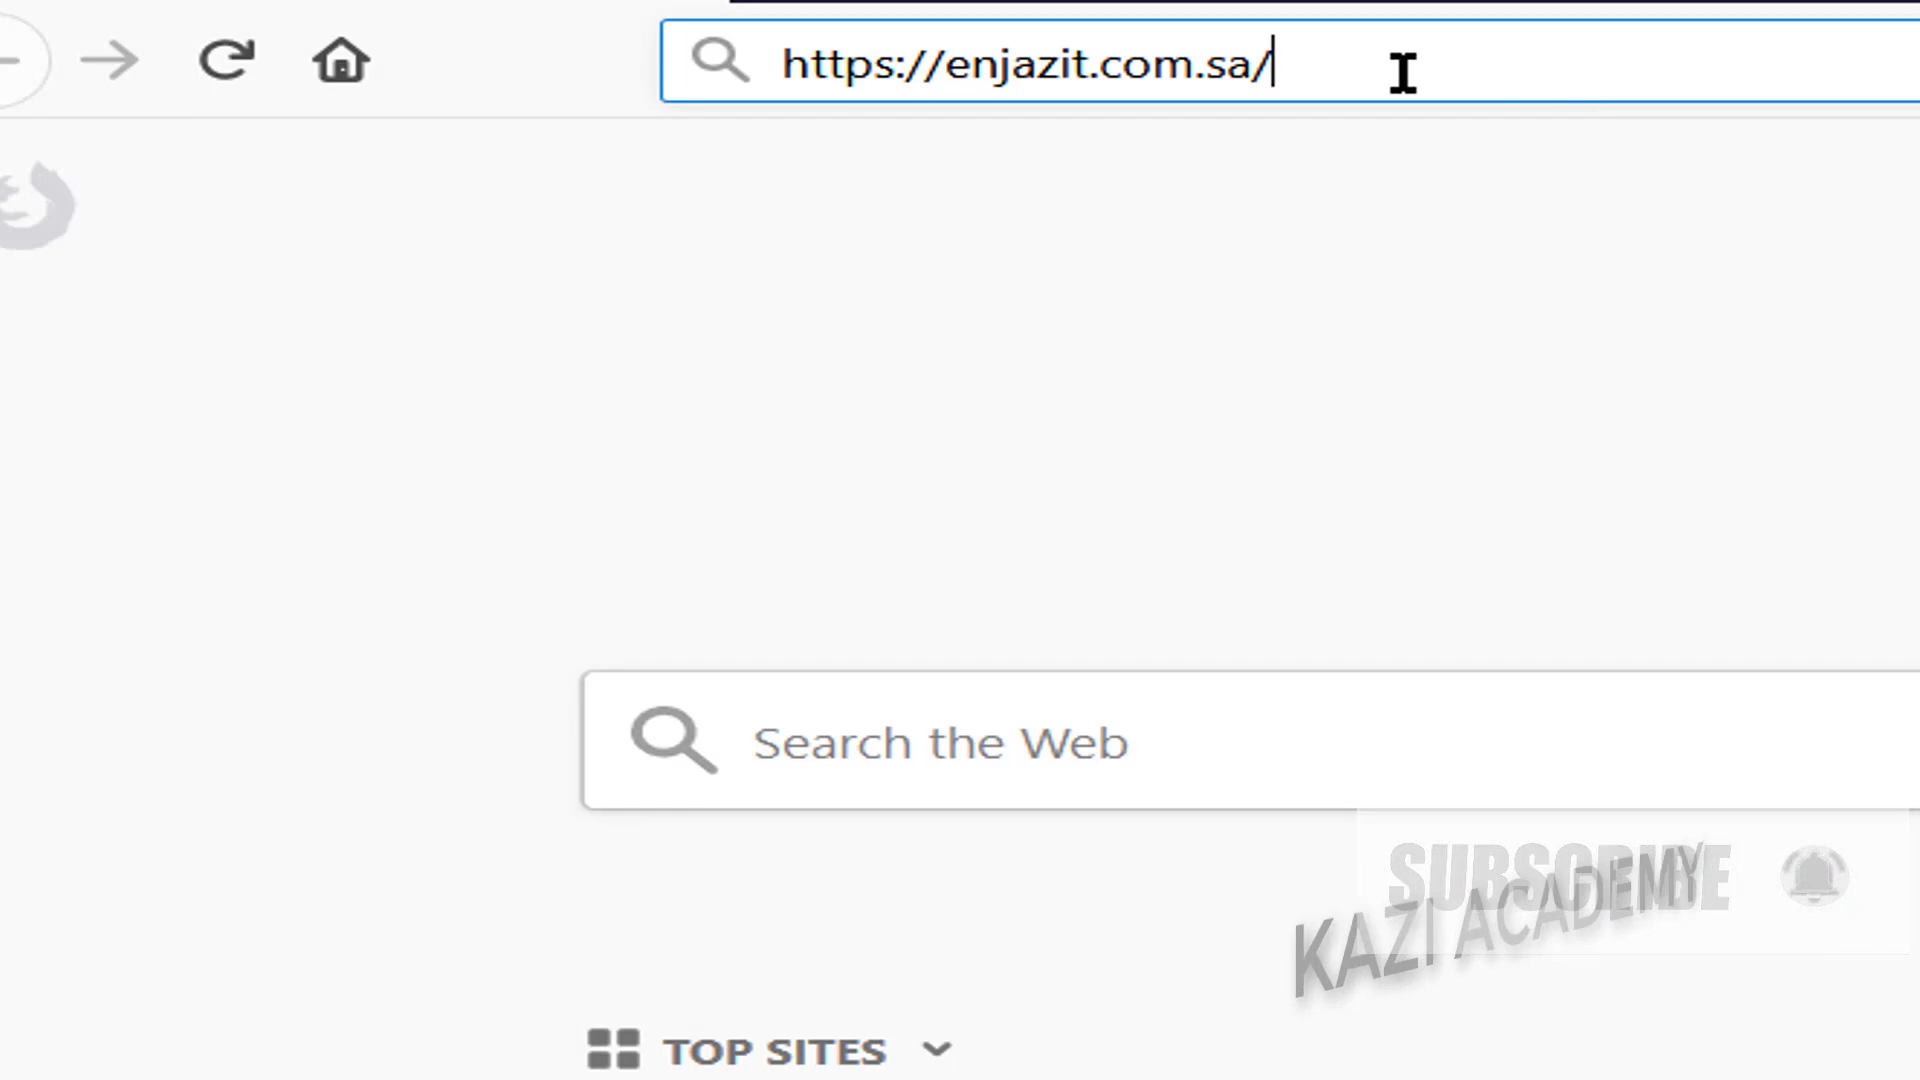 https://enjazit.com.sa/
Search the Web
SUBSCRIBE
KAZI ACADEMY
TOP SITES